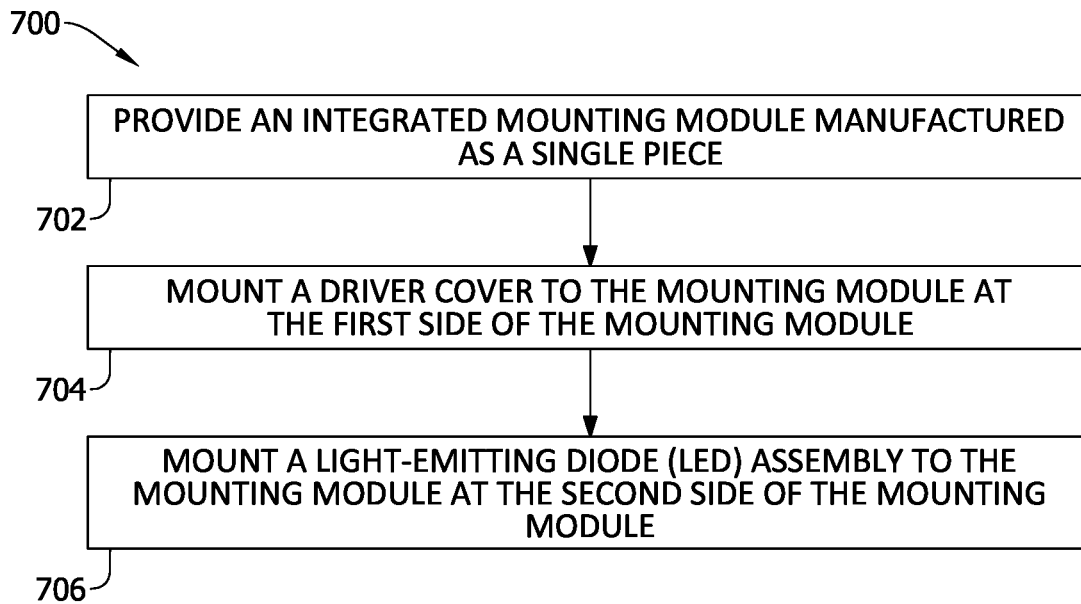 700
PROVIDE AN INTEGRATED MOUNTING MODULE MANUFACTURED
AS A SINGLE PIECE
702
MOUNT A DRIVER COVER TO THE MOUNTING MODULE AT
THE FIRST SIDE OF THE MOUNTING MODULE
704
MOUNT A LIGHT-EMITTING DIODE (LED) ASSEMBLY TO THE
MOUNTING MODULE AT THE SECOND SIDE OF THE MOUNTING
MODULE
706